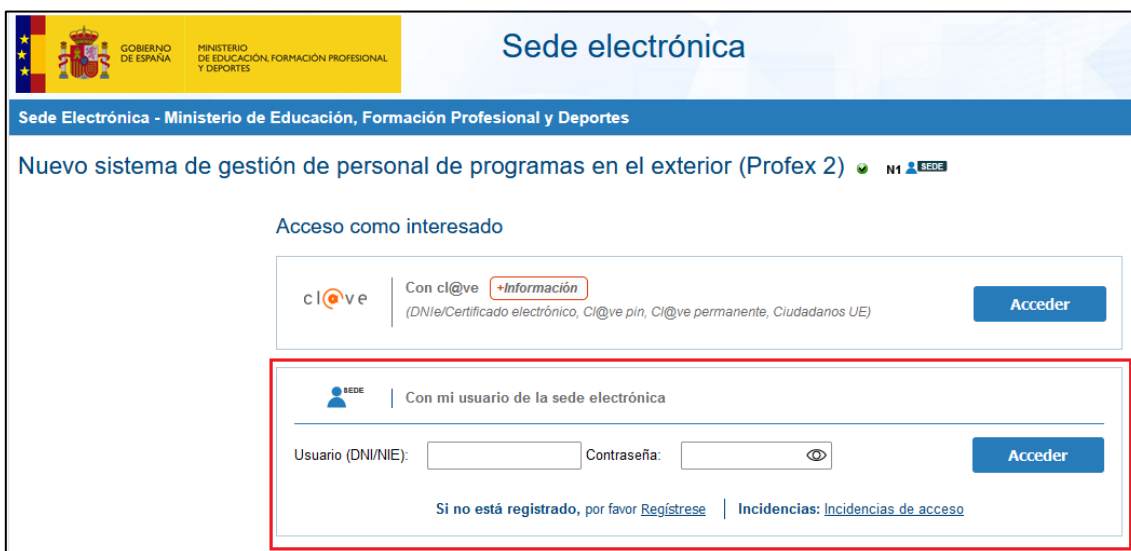 GOBIERNO
DE ESPAÑA
MINISTERIO
DE EDUCACIÓN, FORMACIÓN PROFESIONAL
Y DEPORTES
Sede electrónica
Sede Electrónica - Ministerio de Educación, Formación Profesional y Deportes
Nuevo sistema de gestión de personal de programas en el exterior (Profex 2) N1 SEDE
Acceso como interesado
cl@ve
Con cl@ve +Información
(DNIe/Certificado electrónico, Cl@ve pin, Cl@ve permanente, Ciudadanos UE)
Acceder
SEDE
Con mi usuario de la sede electrónica
Usuario (DNI/NIE): Contraseña: Acceder
Si no está registrado, por favor Regístrese | Incidencias: Incidencias de acceso